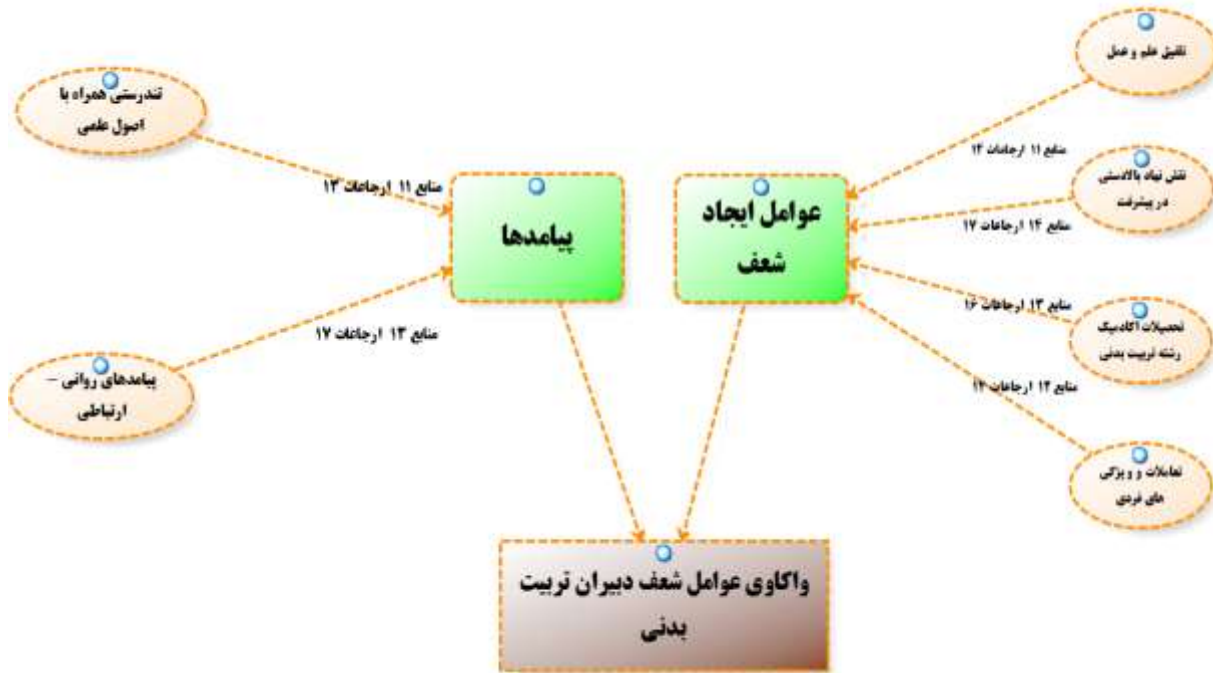 تلفیق علم و عمل
منابع ۱۱ ارجاعات ۱۴
نقش نهاد بالادستی
در پیشرفت
منابع ۱۴ ارجاعات ۱۷
تحصیلات آکادمیک
رشته تربیت بدنی
منابع ۱۳ ارجاعات ۱۶
تعاملات و ویژگی
های فردی
منابع ۱۲ ارجاعات ۱۲
عوامل ایجاد
شعف
پیامدها
تندرستی همراه با
اصول علمی
منابع ۱۱ ارجاعات ۱۳
پیامدهای روانی –
ارتباطی
منابع ۱۳ ارجاعات ۱۷
واکاوی عوامل شعف دبیران تربیت
بدنی